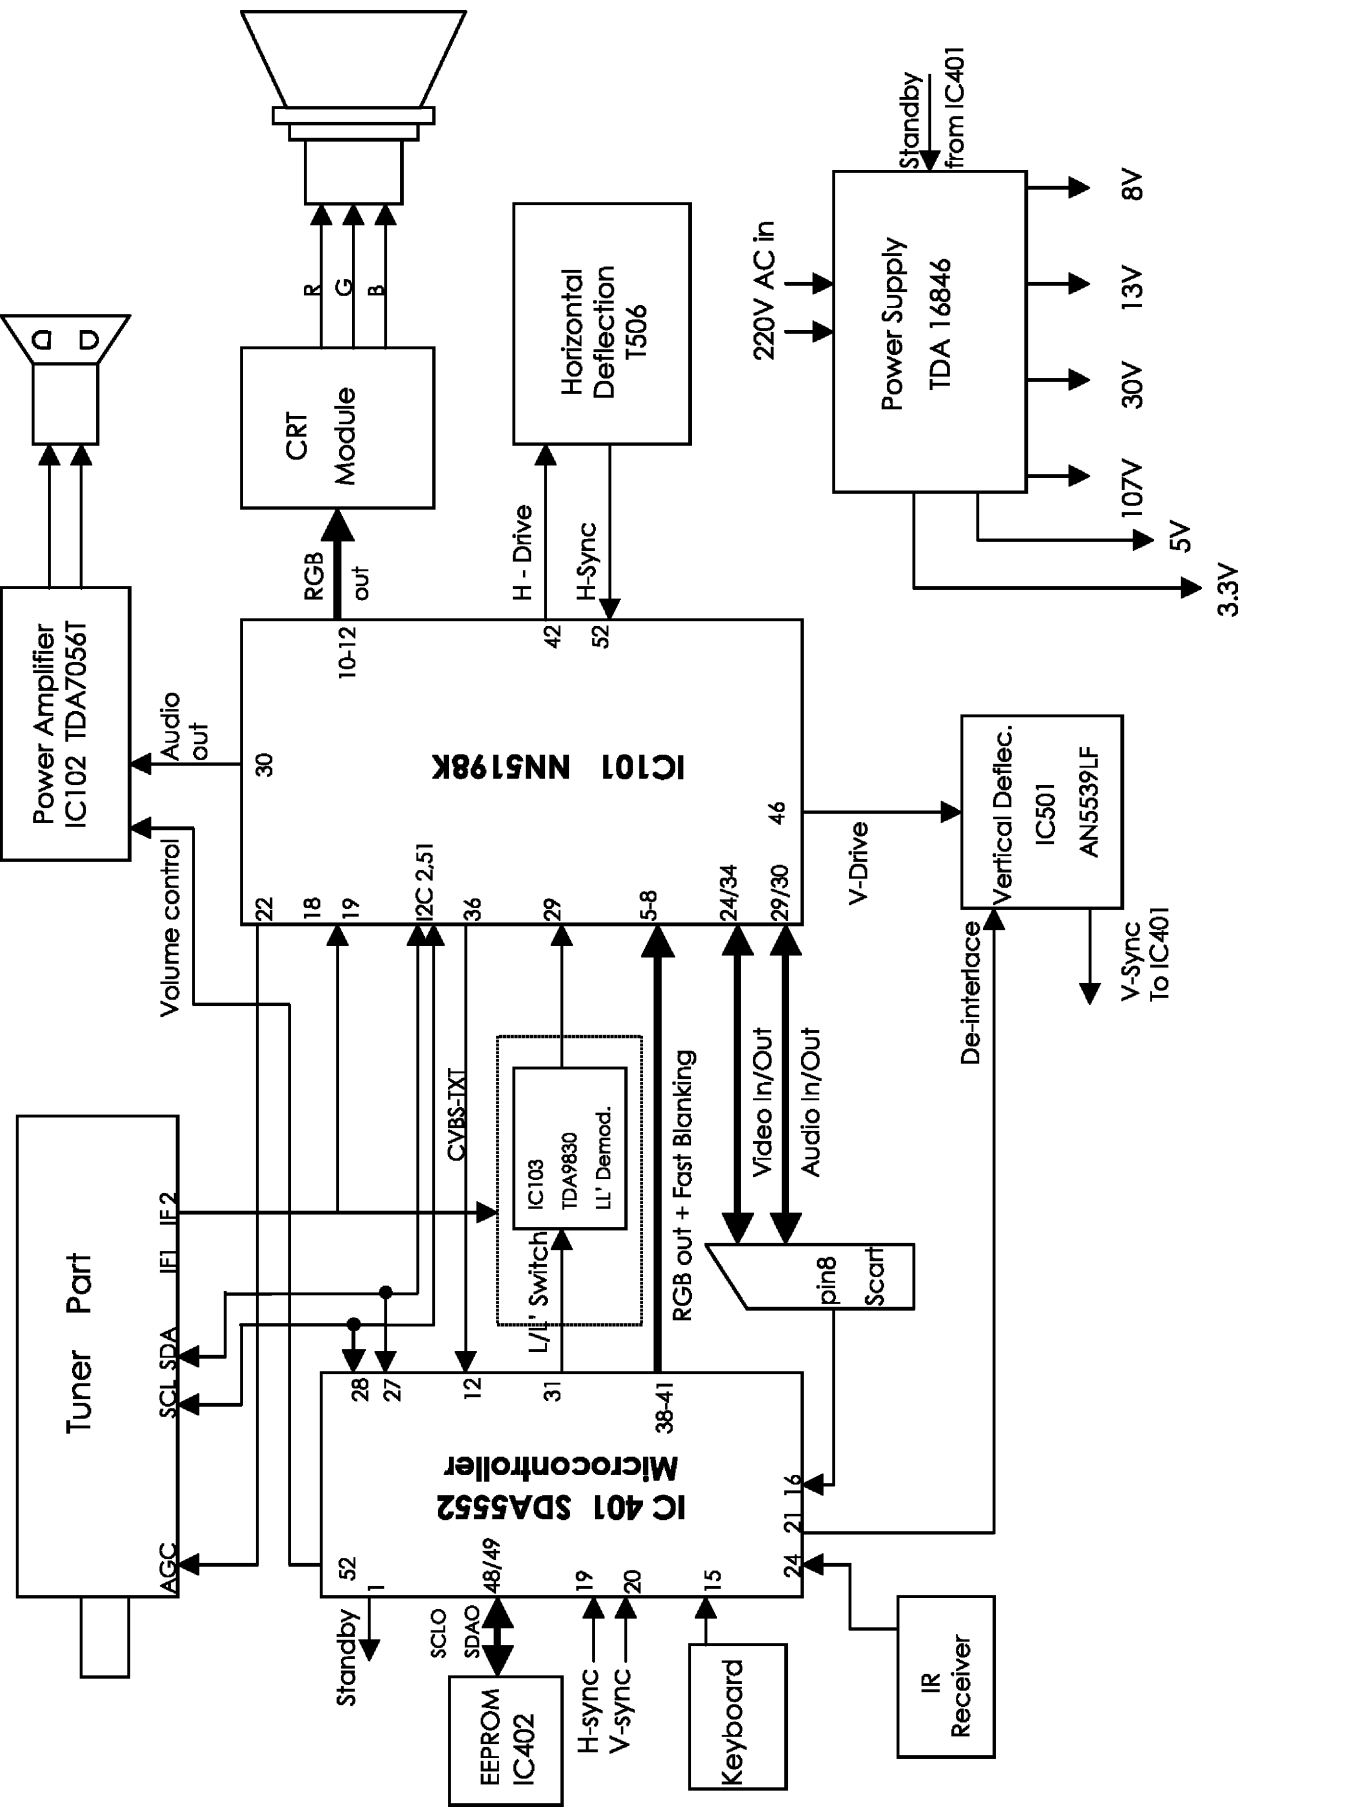 Tuner Part
AGC
SCL
SDA
IF1
IF2
Volume control
Power Amplifier
IC102 TDA7056T
Audio
out
D
D
22
18
19
I2C 2,51
36
29
5-8
24/34
29/30
30
10-12
42
52
46
IC101 NN5198K
RGB
out
CRT
Module
R
G
B
H - Drive
H-Sync
Horizontal
Deflection
T506
CVBS-TXT
IC103
TDA9830
LL' Demod.
L/L' Switch
RGB out + Fast Blanking
Video In/Out
Audio In/Out
pin8
Scart
52
1
48/49
19
20
15
24
21
16
28
27
12
31
38-41
IC 401 SDA5552
Microcontroller
Standby
SCLO
SDAO
EEPROM
IC402
H-sync
V-sync
Keyboard
IR
Receiver
De-interlace
V-Drive
Vertical Deflec.
IC501
AN5539LF
V-Sync
To IC401
220V AC in
Power Supply
TDA 16846
Standby
from IC401
3.3V
5V
107V
30V
13V
8V